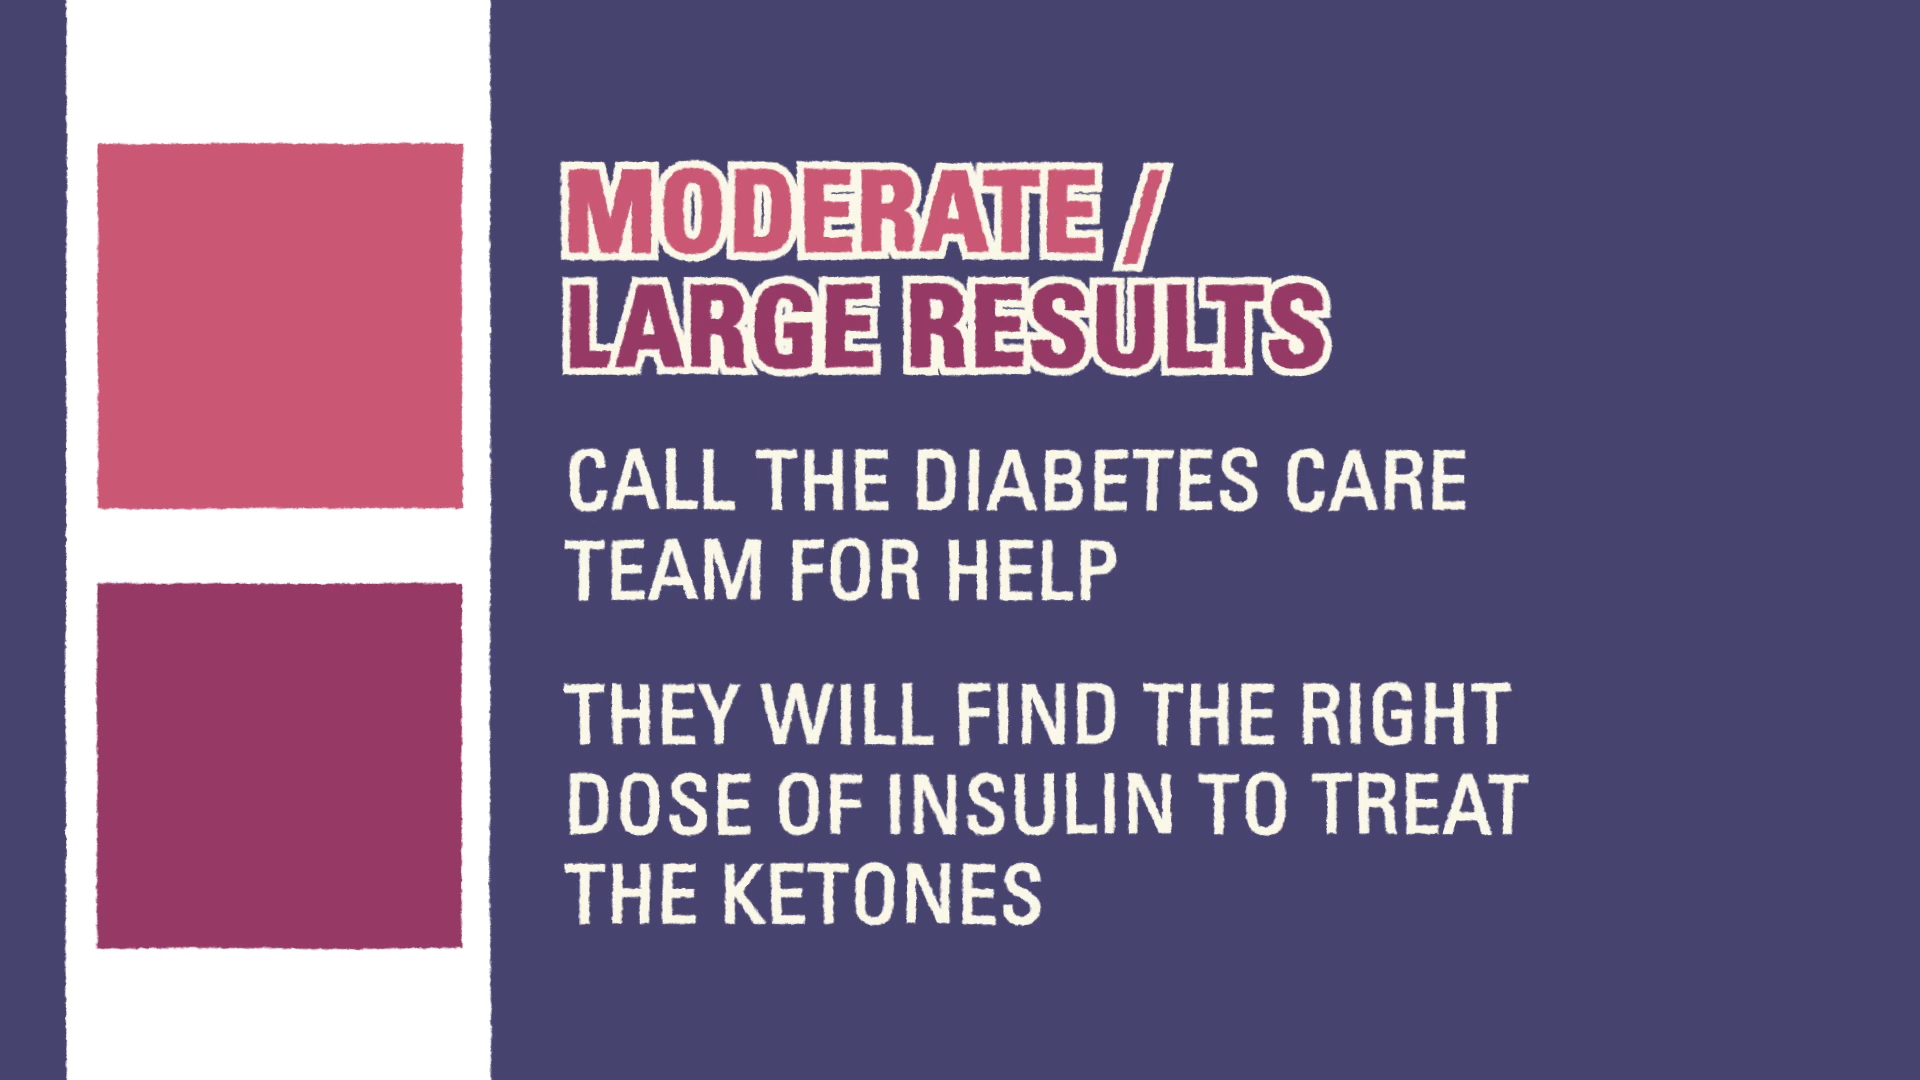 MODERATE /
LARGE RESULTS
CALL THE DIABETES CARE
TEAM FOR HELP
THEY WILL FIND THE RIGHT
DOSE OF INSULIN TO TREAT
THE KETONES